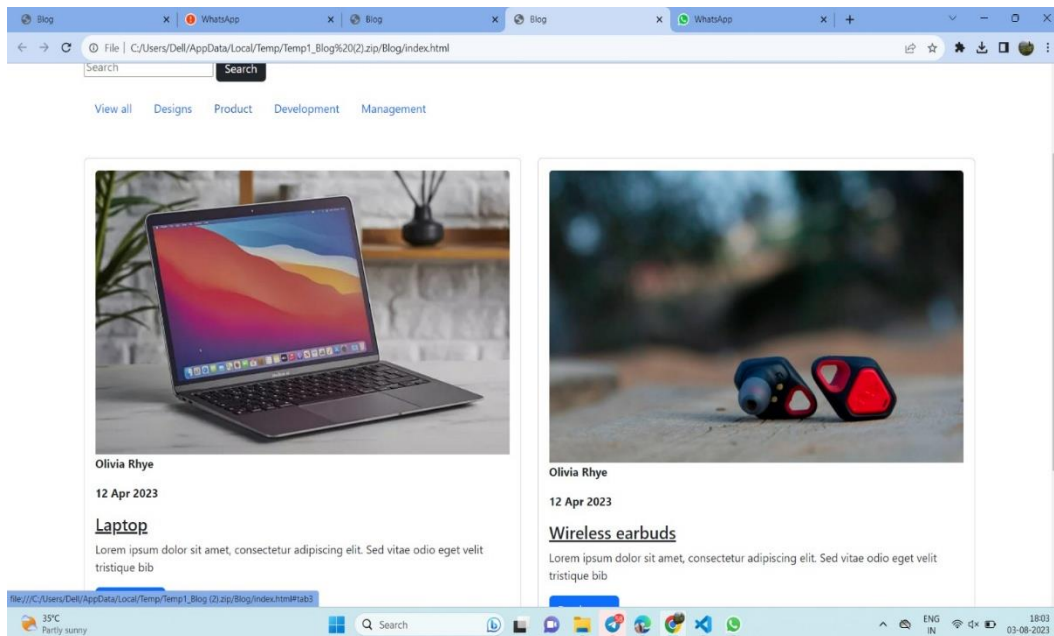 Blog
WhatsApp
Blog
Blog
WhatsApp
File C:/Users/Dell/AppData/Local/Temp/Temp1_Blog%20(2).zip/Blog/index.html
Search Search
View all Designs Product Development Management
Olivia Rhye
12 Apr 2023
Laptop
Lorem ipsum dolor sit amet, consectetur adipiscing elit. Sed vitae odio eget velit
tristique bib
Olivia Rhye
12 Apr 2023
Wireless earbuds
Lorem ipsum dolor sit amet, consectetur adipiscing elit. Sed vitae odio eget velit
tristique bib
file:///C:/Users/Dell/AppData/Local/Temp/Temp1_Blog (2).zip/Blog/index.html#tab3
35°C
Partly sunny
Search
ENG
IN
18:03
03-08-2023